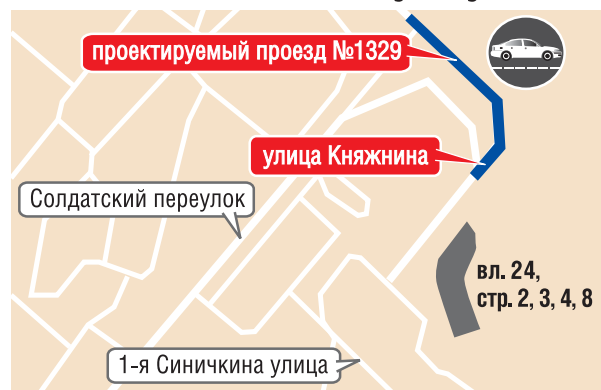 проектируемый проезд №1329
улица Княжнина
Солдатский переулок
вл. 24,
стр. 2, 3, 4, 8
1-я Синичкина улица